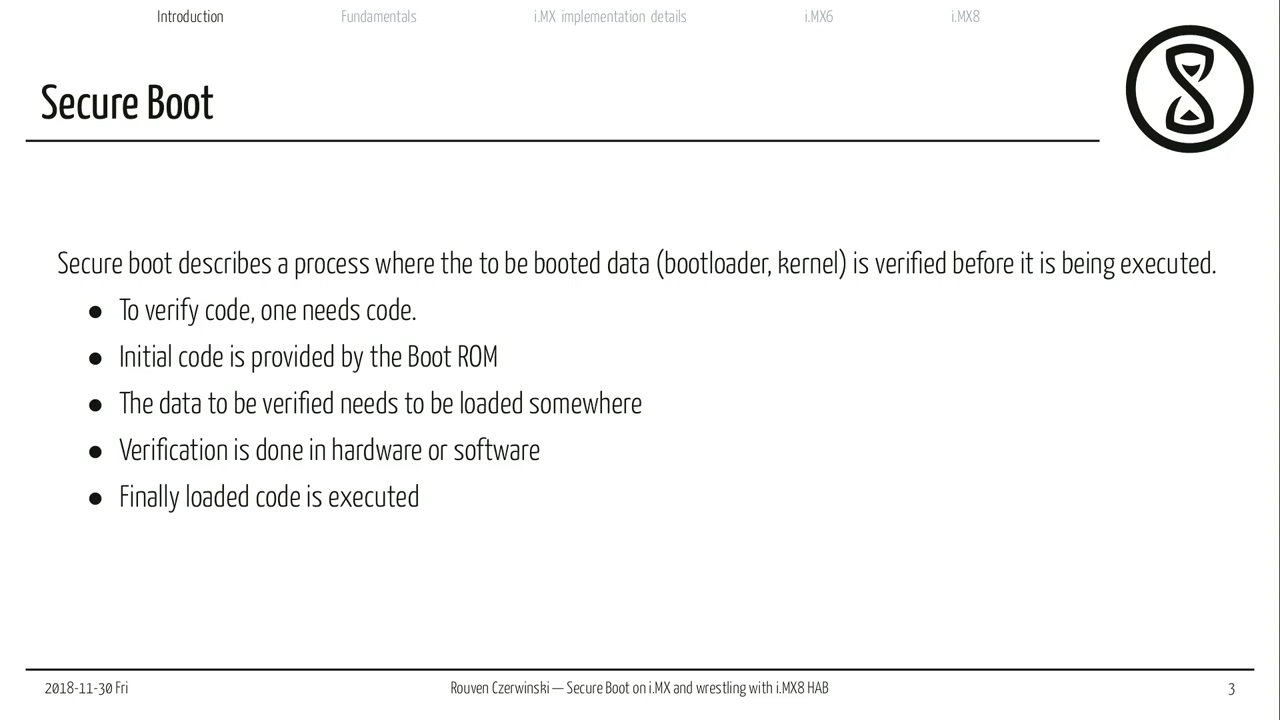 Introduction Fundamentals i.MX implementation details i.MX6 i.MX8
Secure Boot
Secure boot describes a process where the to be booted data (bootloader, kernel) is verified before it is being executed.
● To verify code, one needs code.
● Initial code is provided by the Boot ROM
● The data to be verified needs to be loaded somewhere
● Verification is done in hardware or software
● Finally loaded code is executed
2018-11-30 Fri Rouven Czerwinski — Secure Boot on i.MX and wrestling with i.MX8 HAB 3